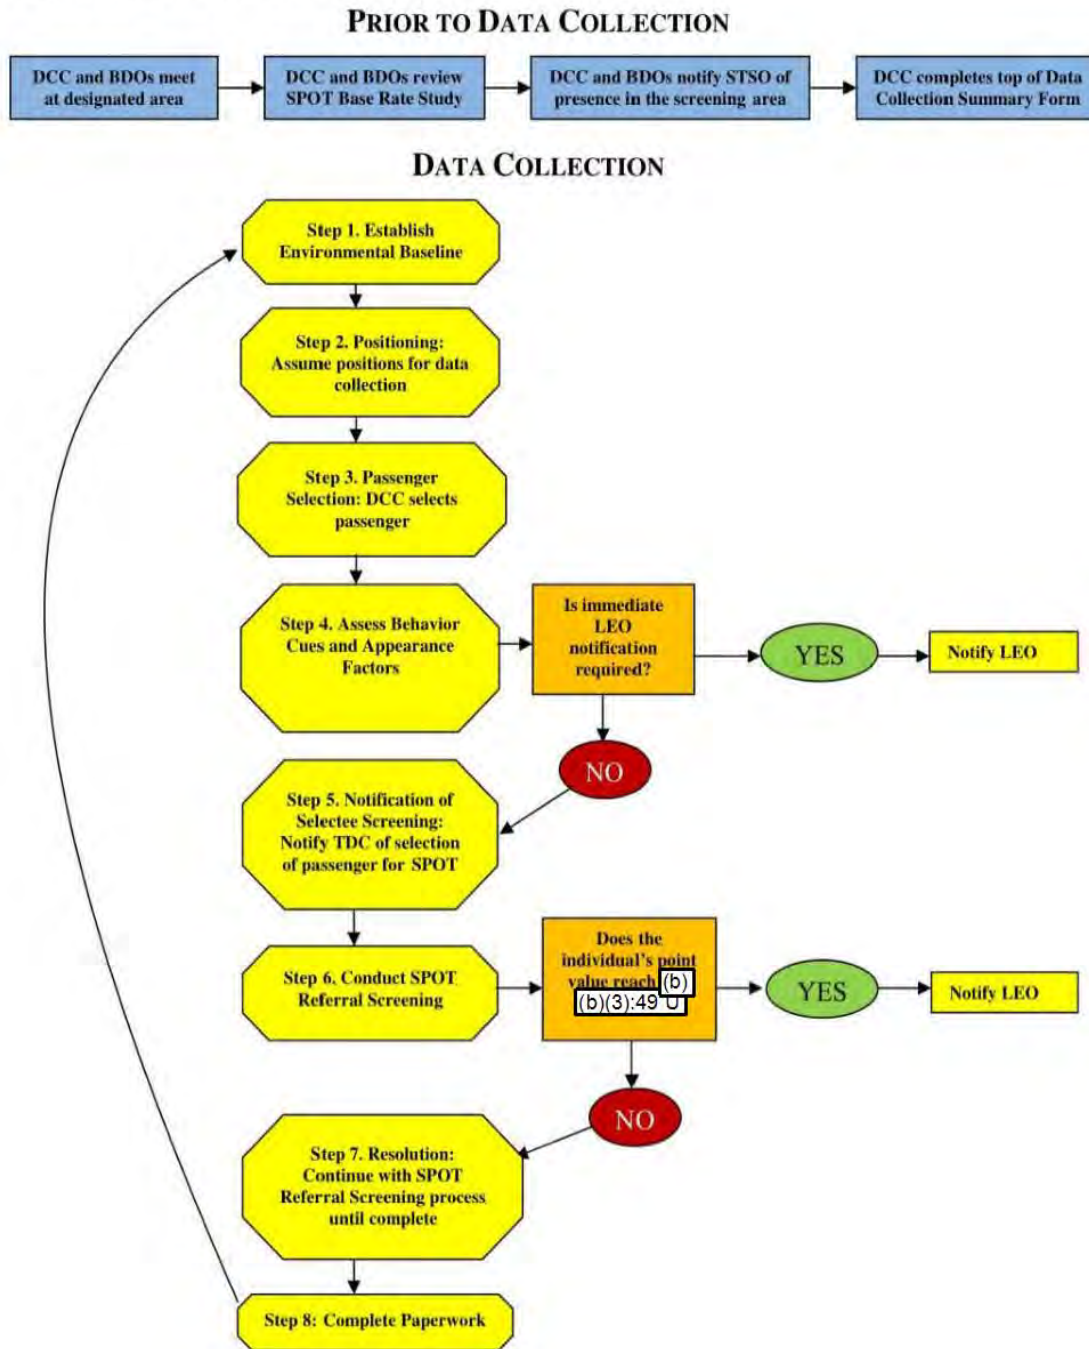 PRIOR TO DATA COLLECTION
DCC and BDOs meet
at designated area
DCC and BDOs review
SPOT Base Rate Study
DCC and BDOs notify STSO of
presence in the screening area
DCC completes top of Data
Collection Summary Form
DATA COLLECTION
Step 1. Establish
Environmental Baseline
Step 2. Positioning:
Assume positions for data
collection
Step 3. Passenger
Selection: DCC selects
passenger
Step 4. Assess Behavior
Cues and Appearance
Factors
Is immediate
LEO
notification
required?
YES
Notify LEO
NO
Step 5. Notification of
Selectee Screening:
Notify TDC of selection
of passenger for SPOT
Step 6. Conduct SPOT
Referral Screening
Does the
individual's point
value reach (b)
(b)(3):49
YES
Notify LEO
NO
Step 7. Resolution:
Continue with SPOT
Referral Screening process
until complete
Step 8: Complete Paperwork